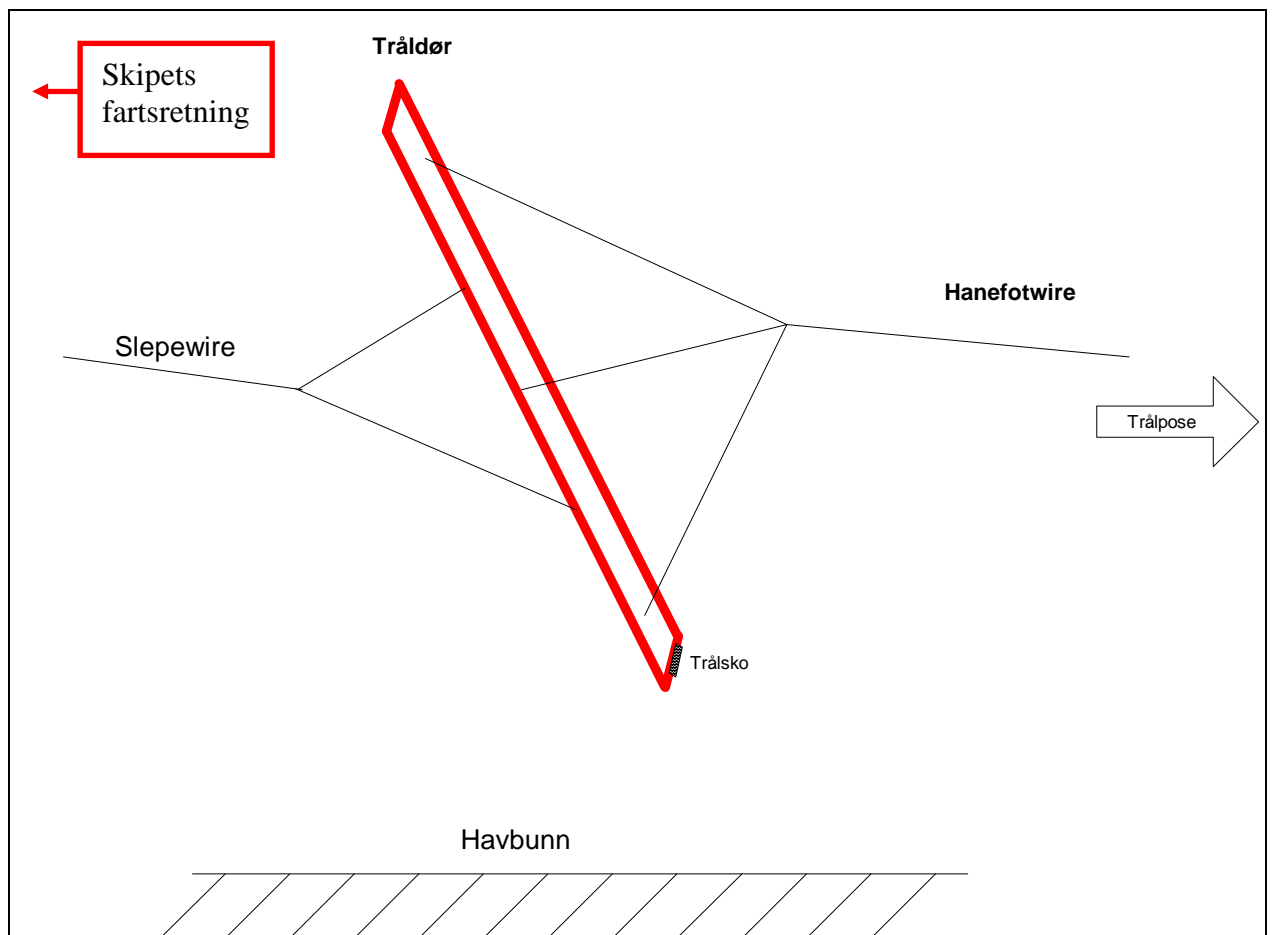 Tråldør
Skipets
fartsretning
Hanefotwire
Slepewire
Trålpose
Trålsko
Havbunn